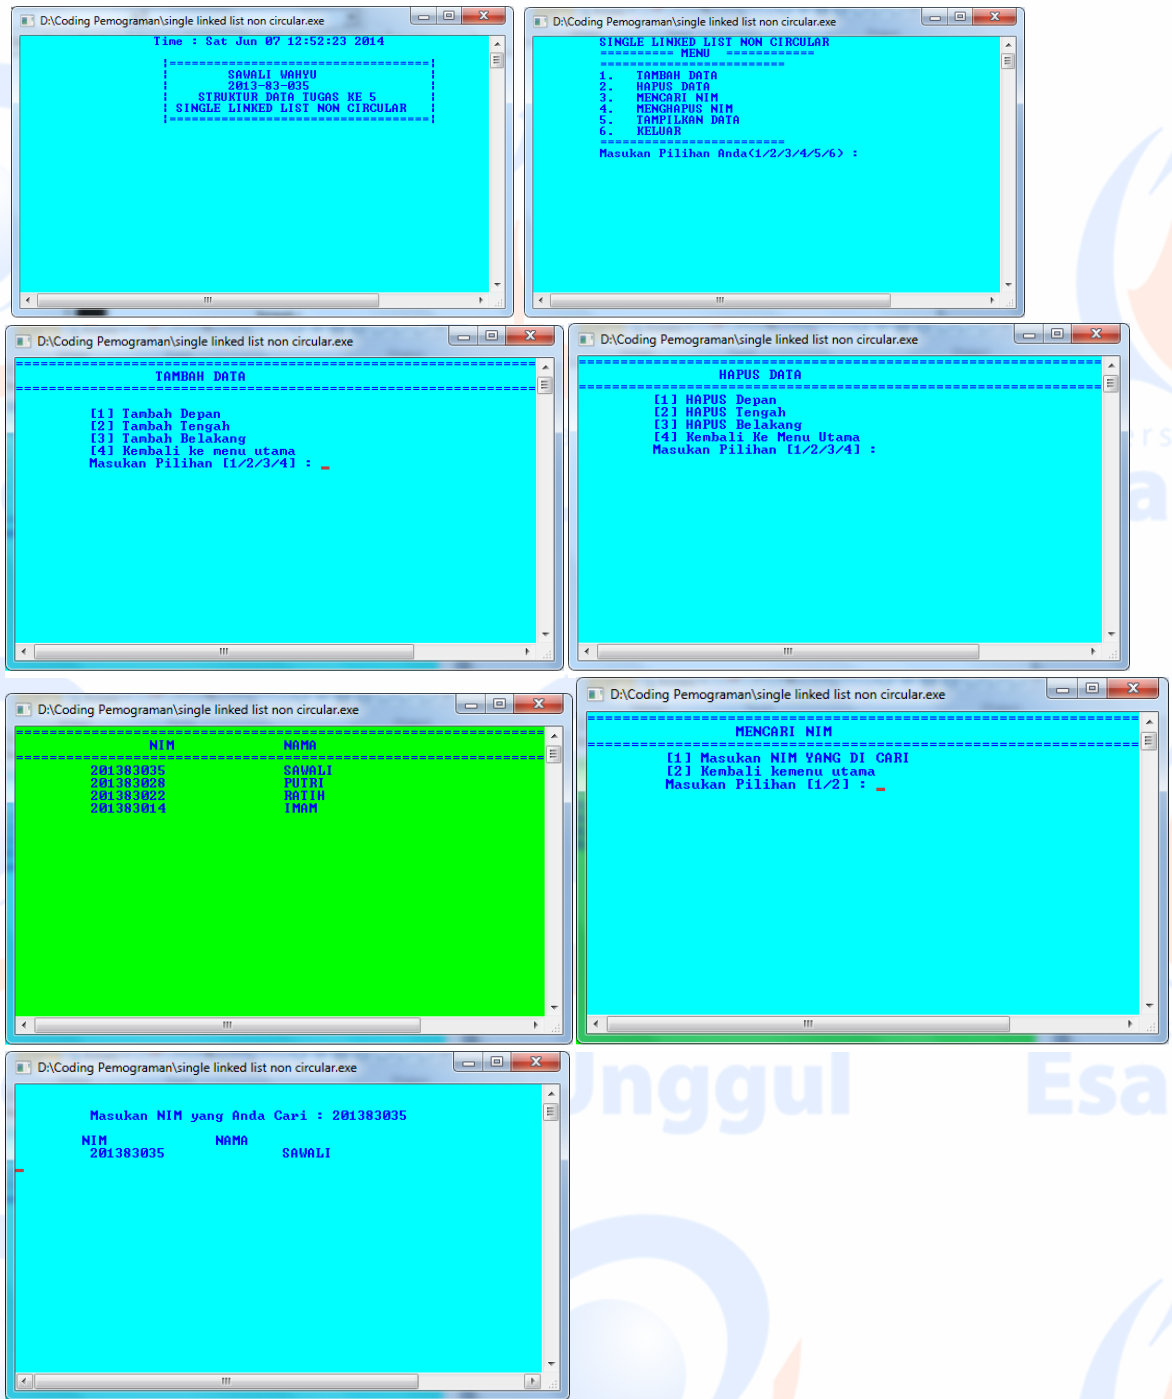 D:\Coding Pemograman\single linked list non circular.exe
Time : Sat Jun 07 12:52:23 2014
|================================|
SAWALI WAHYU
2013-83-035
STRUKTUR DATA TUGAS KE 5
SINGLE LINKED LIST NON CIRCULAR
|================================|
D:\Coding Pemograman\single linked list non circular.exe
SINGLE LINKED LIST NON CIRCULAR
========== MENU ============
=========================
1. TAMBAH DATA
2. HAPUS DATA
3. MENCARI NIM
4. MENGHAPUS NIM
5. TAMPILKAN DATA
6. KELUAR
=========================
Masukan Pilihan Anda(1/2/3/4/5/6) :
D:\Coding Pemograman\single linked list non circular.exe
TAMBAH DATA
[1] Tambah Depan
[2] Tambah Tengah
[3] Tambah Belakang
[4] Kembali ke menu utama
Masukan Pilihan [1/2/3/4] : _
D:\Coding Pemograman\single linked list non circular.exe
HAPUS DATA
[1] HAPUS Depan
[2] HAPUS Tengah
[3] HAPUS Belakang
[4] Kembali Ke Menu Utama
Masukan Pilihan [1/2/3/4] :
D:\Coding Pemograman\single linked list non circular.exe
NIM NAMA
201383035 SAWALI
201383028 PUTRI
201383022 RATIH
201383014 IMAM
D:\Coding Pemograman\single linked list non circular.exe
MENCARI NIM
[1] Masukan NIM YANG DI CARI
[2] Kembali kemenu utama
Masukan Pilihan [1/2] : _
D:\Coding Pemograman\single linked list non circular.exe
Masukan NIM yang Anda Cari : 201383035
NIM NAMA
201383035 SAWALI
Unggul Esa